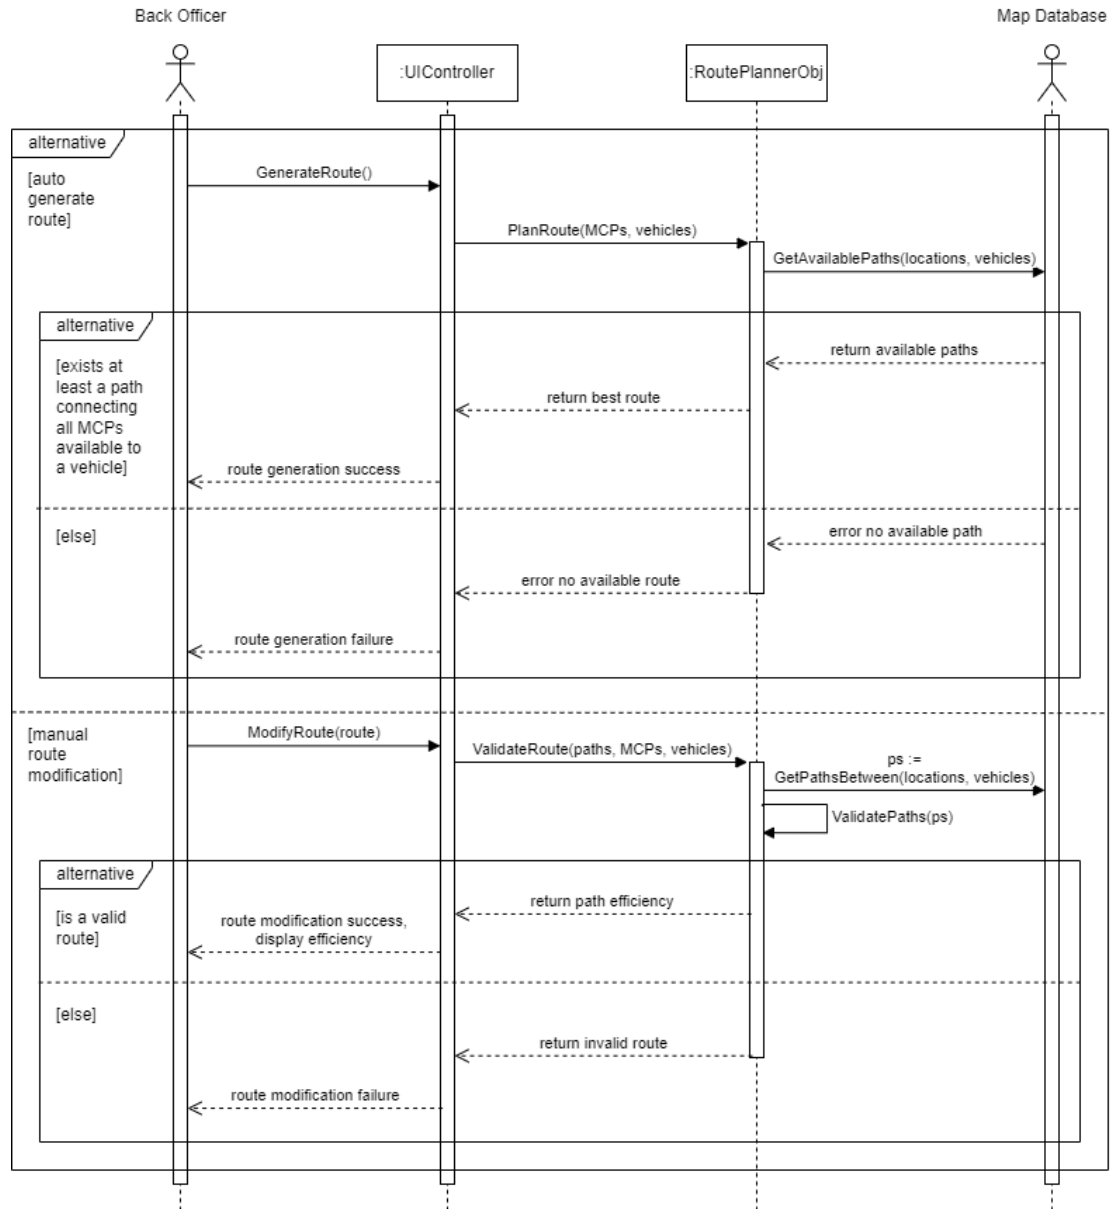 Back Officer
Map Database
:UIController
:RoutePlannerObj
alternative
[auto
generate
route]
GenerateRoute()
PlanRoute(MCPs, vehicles)
GetAvailablePaths(locations, vehicles)
alternative
[exists at
least a path
connecting
all MCPs
available to
a vehicle]
return available paths
return best route
route generation success
[else]
error no available path
error no available route
route generation failure
[manual
route
modification]
ModifyRoute(route)
ValidateRoute(paths, MCPs, vehicles)
ps :=
GetPathsBetween(locations, vehicles)
ValidatePaths(ps)
alternative
[is a valid
route]
return path efficiency
route modification success,
display efficiency
[else]
return invalid route
route modification failure